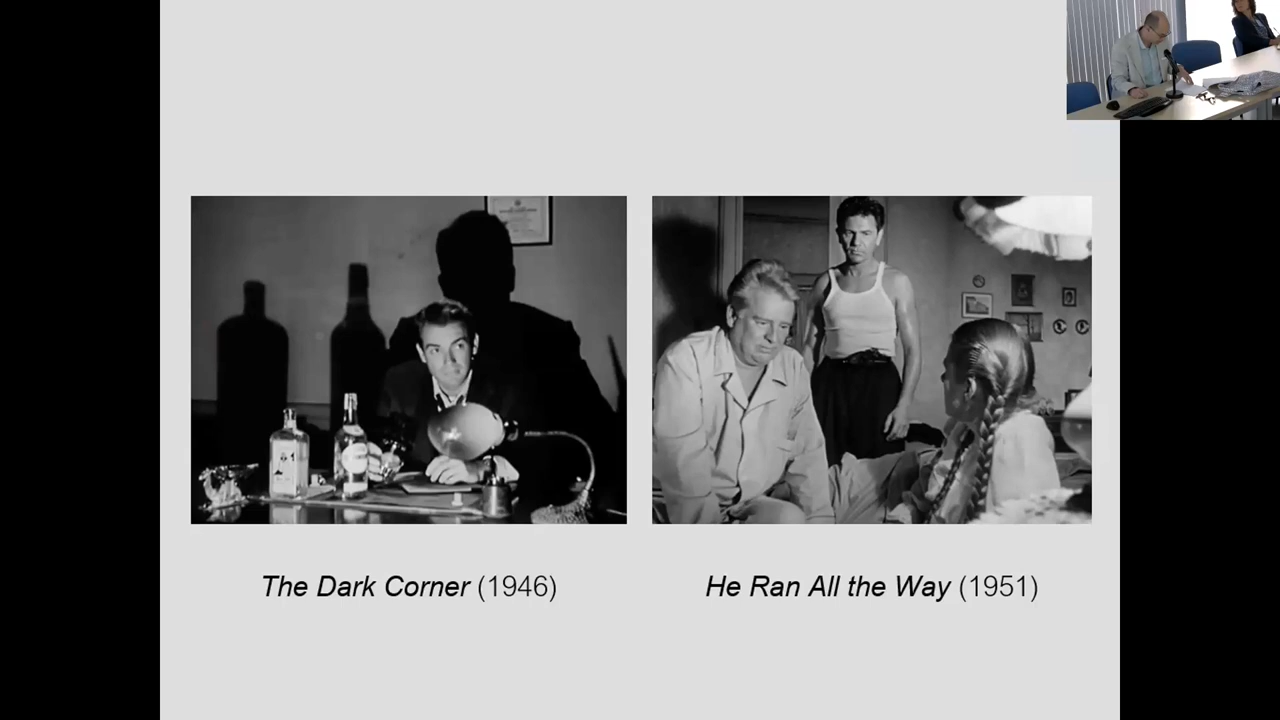 The Dark Corner (1946)
He Ran All the Way (1951)